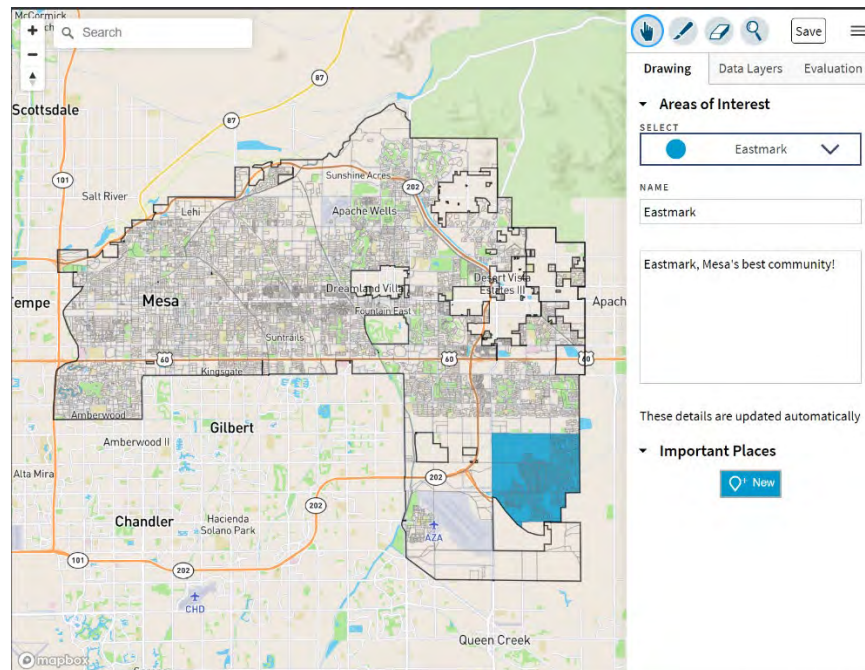 McCormick
Search
Save
Drawing
Data Layers
Evaluation
Areas of Interest
SELECT
Eastmark
NAME
Eastmark
Eastmark, Mesa's best community!
These details are updated automatically
Important Places
New
87
87
Scottsdale
101
Salt River
Sunshine Acres
202
Lehi
Apache Wells
Tempe
Mesa
Dreamland Villa
Desert Vista
Estates III
Apach
Fountain East
Suntrails
60
60
60
Kingsgate
Amberwood
Gilbert
Amberwood II
Alta Mira
202
202
Chandler
Hacienda
Solano Park
AZA
101
202
CHD
Queen Creek
mapbox